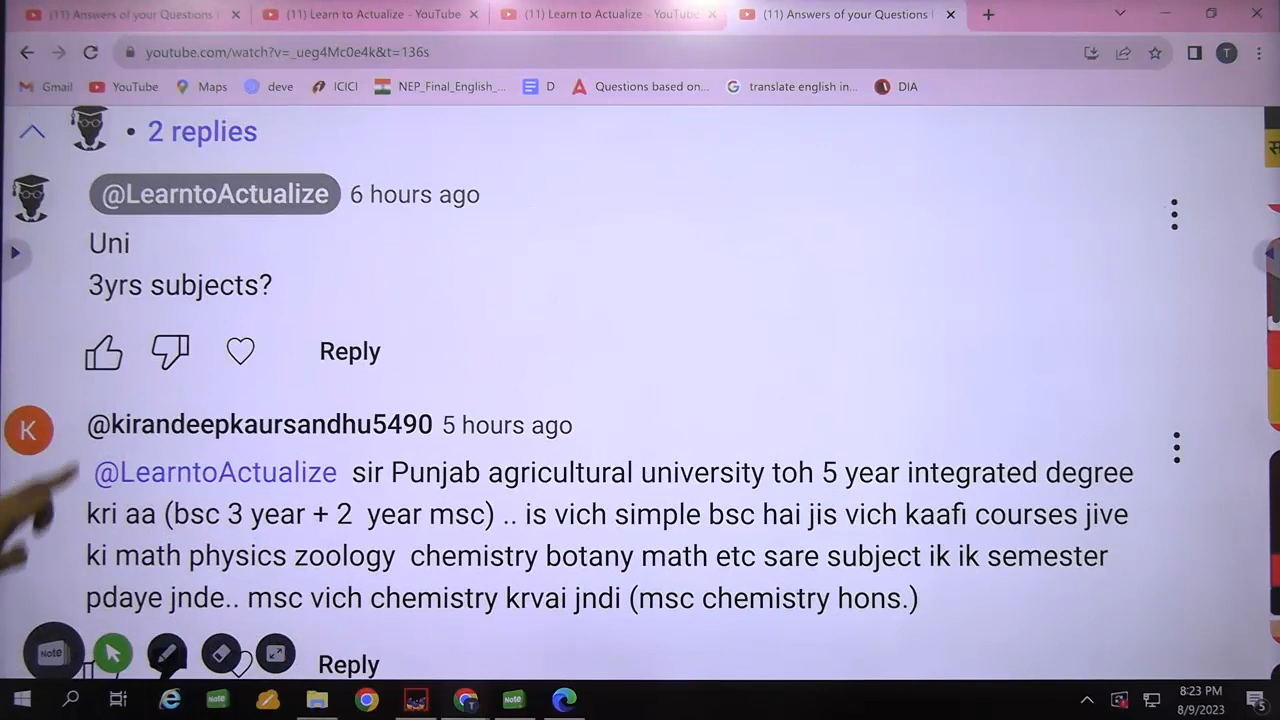 (11) Answers of your Questions
(11) Learn to Actualize - YouTube
(11) Learn to Actualize - YouTube
(11) Answers of your Questions
youtube.com/watch?v=_ueg4Mc0e4k&t=136s
T
Gmail
YouTube
Maps
deve
ICICI
NEP_Final_English_...
D
Questions based on...
translate english in...
DIA
• 2 replies
@LearntoActualize 6 hours ago
Uni
3yrs subjects?
Reply
K
@kirandeepkaursandhu5490 5 hours ago
@LearntoActualize sir Punjab agricultural university toh 5 year integrated degree
kri aa (bsc 3 year + 2 year msc) .. is vich simple bsc hai jis vich kaafi courses jive
ki math physics zoology chemistry botany math etc sare subject ik ik semester
pdaye jnde.. msc vich chemistry krvai jndi (msc chemistry hons.)
Note
Reply
Note
Note
8:23 PM
8/9/2023
5